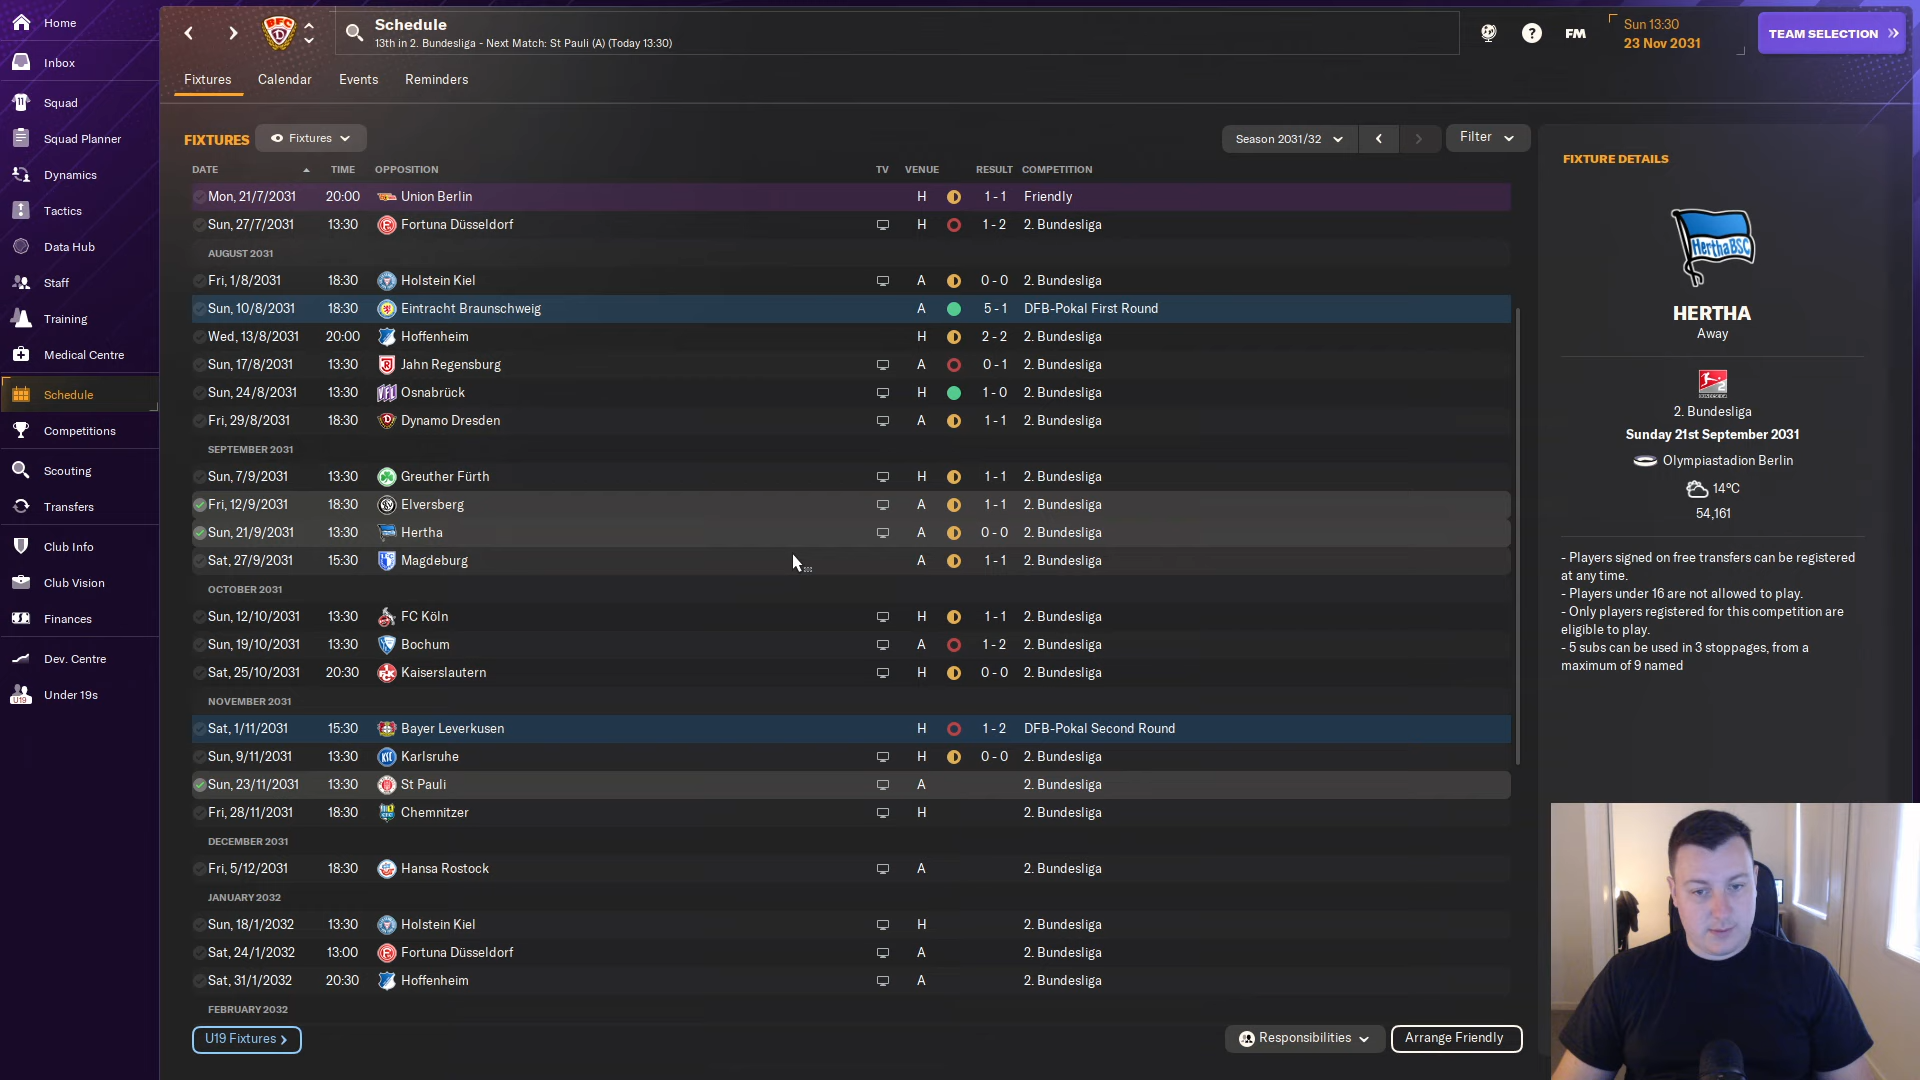 Home
Inbox
Squad
Squad Planner
Dynamics
Tactics
Data Hub
Staff
Training
Medical Centre
Schedule
Competitions
Scouting
Transfers
Club Info
Club Vision
Finances
Dev. Centre
Under 19s
Schedule
13th in 2. Bundesliga - Next Match: St Pauli (A) (Today 13:30)
FM
Sun 13:30
23 Nov 2031
TEAM SELECTION
Fixtures Calendar Events Reminders
FIXTURES Fixtures Season 2031/32 Filter
DATE TIME OPPOSITION TV VENUE RESULT COMPETITION
Mon, 21/7/2031 20:00 Union Berlin H 1 - 1 Friendly
Sun, 27/7/2031 13:30 Fortuna Düsseldorf H 1 - 2 2. Bundesliga
AUGUST 2031
Fri, 1/8/2031 18:30 Holstein Kiel A 0 - 0 2. Bundesliga
Sun, 10/8/2031 18:30 Eintracht Braunschweig A 5 - 1 DFB-Pokal First Round
Wed, 13/8/2031 20:00 Hoffenheim H 2 - 2 2. Bundesliga
Sun, 17/8/2031 13:30 Jahn Regensburg A 0 - 1 2. Bundesliga
Sun, 24/8/2031 13:30 Osnabrück H 1 - 0 2. Bundesliga
Fri, 29/8/2031 18:30 Dynamo Dresden A 1 - 1 2. Bundesliga
SEPTEMBER 2031
Sun, 7/9/2031 13:30 Greuther Fürth H 1 - 1 2. Bundesliga
Fri, 12/9/2031 18:30 Elversberg A 1 - 1 2. Bundesliga
Sun, 21/9/2031 13:30 Hertha A 0 - 0 2. Bundesliga
Sat, 27/9/2031 15:30 Magdeburg A 1 - 1 2. Bundesliga
OCTOBER 2031
Sun, 12/10/2031 13:30 FC Köln H 1 - 1 2. Bundesliga
Sun, 19/10/2031 13:30 Bochum A 1 - 2 2. Bundesliga
Sat, 25/10/2031 20:30 Kaiserslautern H 0 - 0 2. Bundesliga
NOVEMBER 2031
Sat, 1/11/2031 15:30 Bayer Leverkusen H 1 - 2 DFB-Pokal Second Round
Sun, 9/11/2031 13:30 Karlsruhe H 0 - 0 2. Bundesliga
Sun, 23/11/2031 13:30 St Pauli A 2. Bundesliga
Fri, 28/11/2031 18:30 Chemnitzer H 2. Bundesliga
DECEMBER 2031
Fri, 5/12/2031 18:30 Hansa Rostock A 2. Bundesliga
JANUARY 2032
Sun, 18/1/2032 13:30 Holstein Kiel H 2. Bundesliga
Sat, 24/1/2032 13:00 Fortuna Düsseldorf A 2. Bundesliga
Sat, 31/1/2032 20:30 Hoffenheim A 2. Bundesliga
FEBRUARY 2032
U19 Fixtures Responsibilities Arrange Friendly
FIXTURE DETAILS
HerthaBSC
HERTHA
Away
2. Bundesliga
Sunday 21st September 2031
Olympiastadion Berlin
14°C
54,161
- Players signed on free transfers can be registered
at any time.
- Players under 16 are not allowed to play.
- Only players registered for this competition are
eligible to play.
- 5 subs can be used in 3 stoppages, from a
maximum of 9 named